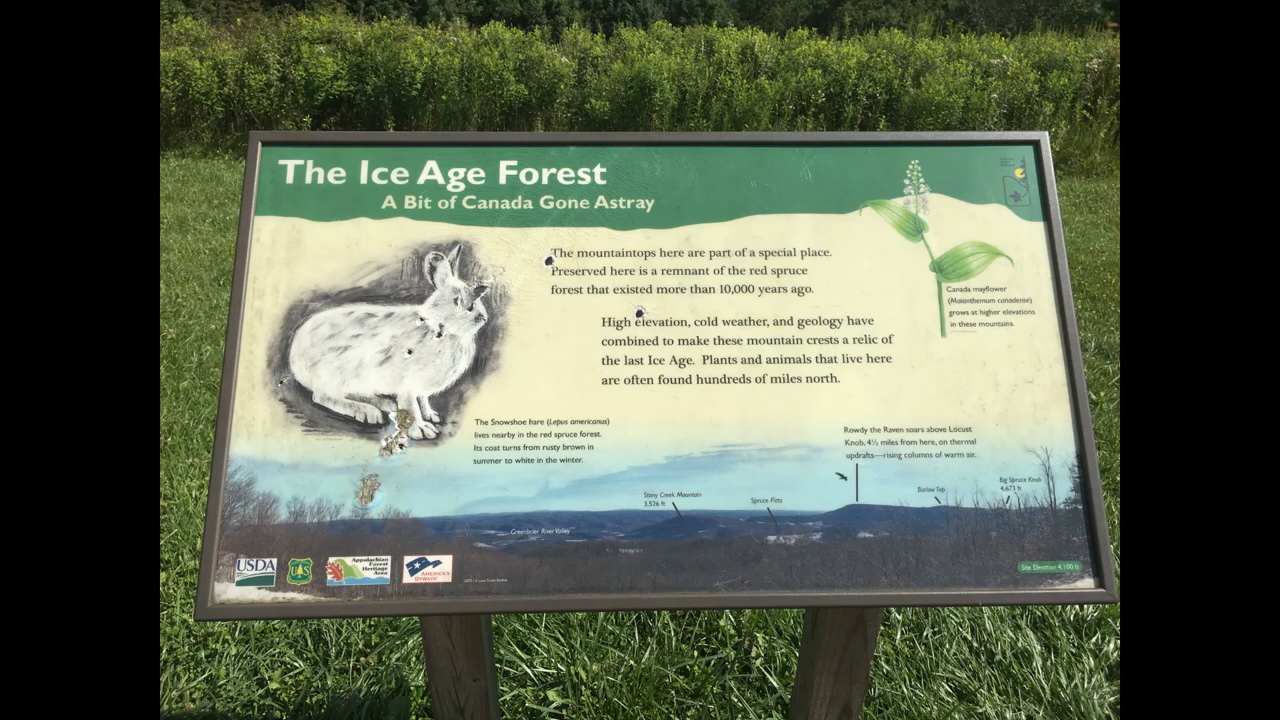 The Ice Age Forest
A Bit of Canada Gone Astray
The mountaintops here are part of a special place.
Preserved here is a remnant of the red spruce
forest that existed more than 10,000 years ago.
High elevation, cold weather, and geology have
combined to make these mountain crests a relic of
the last Ice Age. Plants and animals that live here
are often found hundreds of miles north.
Canada mayflower
(Maianthemum canadense)
grows at higher elevations
in these mountains.
The Snowshoe hare (Lepus americanus)
lives nearby in the red spruce forest.
Its coat turns from rusty brown in
summer to white in the winter.
Rowdy the Raven soars above Locust
Knob, 4½ miles from here, on thermal
updrafts—rising columns of warm air.
Stony Creek Mountain
3,526 ft
Spruce Flats
Barlow Top
Big Spruce Knob
4,673 ft
Greenbrier River Valley
USDA
Appalachian
Forest
Heritage
Area
AMERICA'S
BYWAYS
Site Elevation 4,100 ft